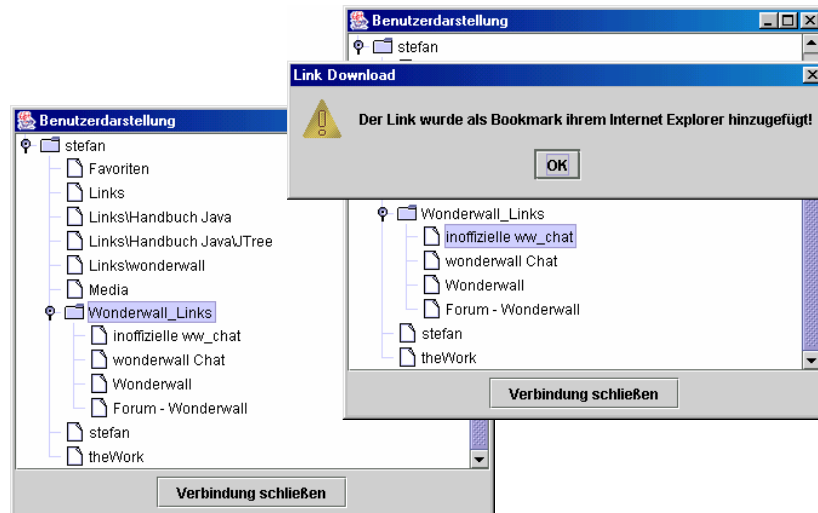 Benutzerdarstellung
stefan
Link Download
Der Link wurde als Bookmark ihrem Internet Explorer hinzugefügt!
OK
Wonderwall_Links
inoffizielle ww_chat
wonderwall Chat
Wonderwall
Forum - Wonderwall
stefan
theWork
Verbindung schließen
Benutzerdarstellung
stefan
Favoriten
Links
Links\Handbuch Java
Links\Handbuch Java\JTree
Links\wonderwall
Media
Wonderwall_Links
inoffizielle ww_chat
wonderwall Chat
Wonderwall
Forum - Wonderwall
stefan
theWork
Verbindung schließen